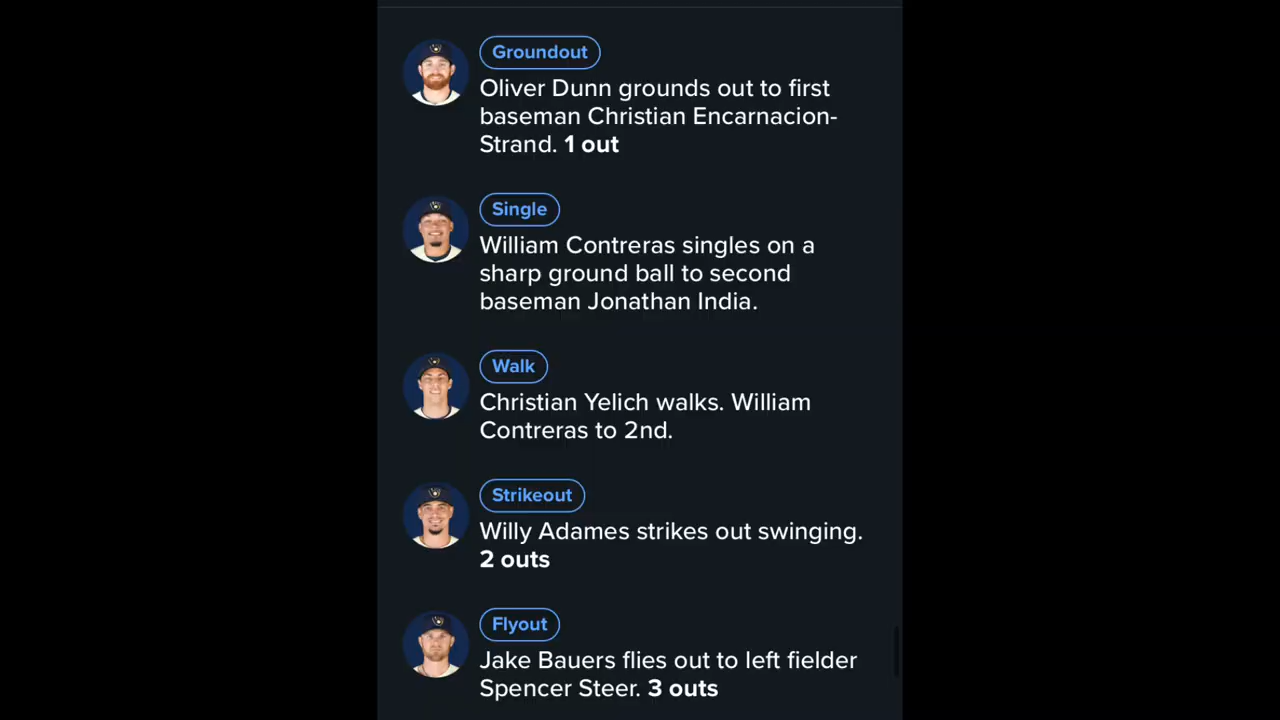 Groundout
Oliver Dunn grounds out to first
baseman Christian Encarnacion-
Strand. 1 out
Single
William Contreras singles on a
sharp ground ball to second
baseman Jonathan India.
Walk
Christian Yelich walks. William
Contreras to 2nd.
Strikeout
Willy Adames strikes out swinging.
2 outs
Flyout
Jake Bauers flies out to left fielder
Spencer Steer. 3 outs